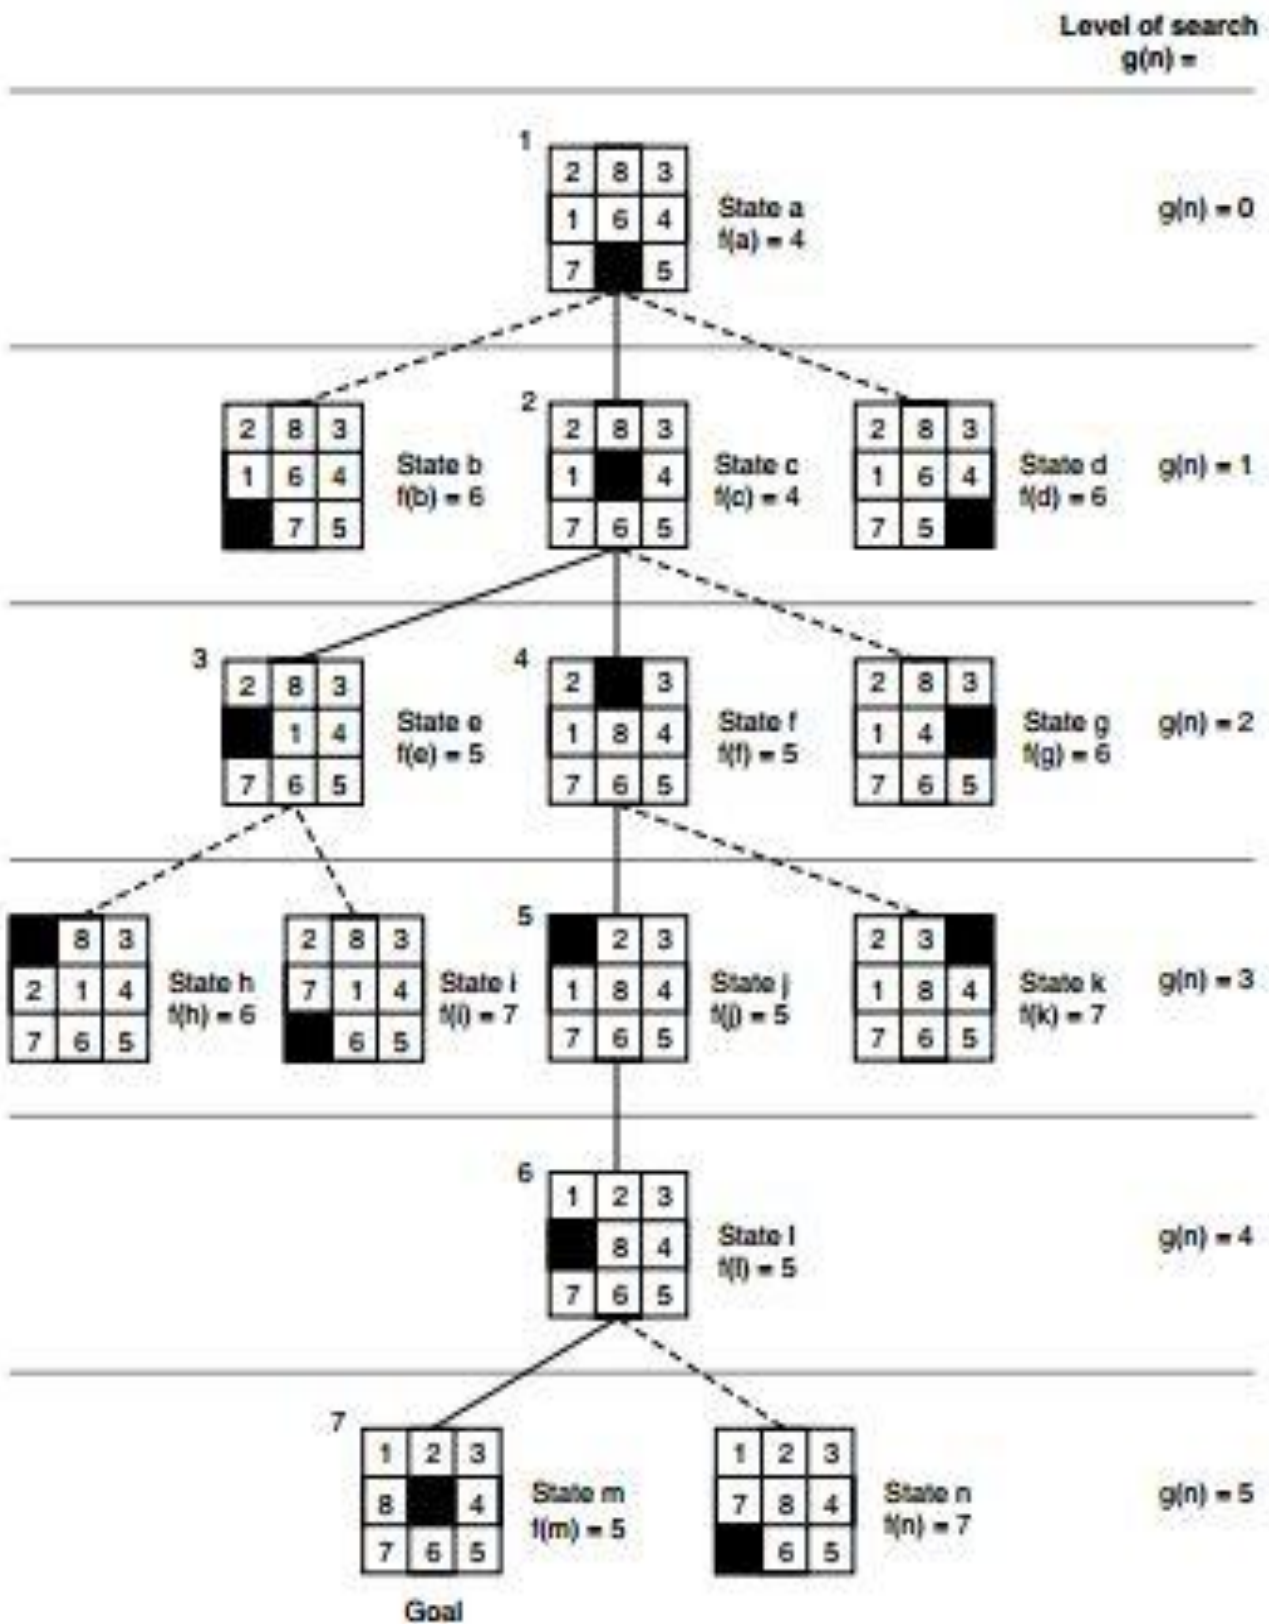 Level of search
g(n) =
1
2 8 3
1 6 4
7 5
State a
f(a) = 4
g(n) = 0
2 8 3
1 6 4
7 5
State b
f(b) = 6
2
2 8 3
1 4
7 6 5
State c
f(c) = 4
2 8 3
1 6 4
7 5
State d
f(d) = 6
g(n) = 1
3
2 8 3
1 4
7 6 5
State e
f(e) = 5
4
2 3
1 8 4
7 6 5
State f
f(f) = 5
2 8 3
1 4
7 6 5
State g
f(g) = 6
g(n) = 2
8 3
2 1 4
7 6 5
State h
f(h) = 6
2 8 3
7 1 4
6 5
State i
f(i) = 7
5
2 3
1 8 4
7 6 5
State j
f(j) = 5
2 3
1 8 4
7 6 5
State k
f(k) = 7
g(n) = 3
6
1 2 3
8 4
7 6 5
State l
f(l) = 5
g(n) = 4
7
1 2 3
8 4
7 6 5
State m
f(m) = 5
Goal
1 2 3
7 8 4
6 5
State n
f(n) = 7
g(n) = 5